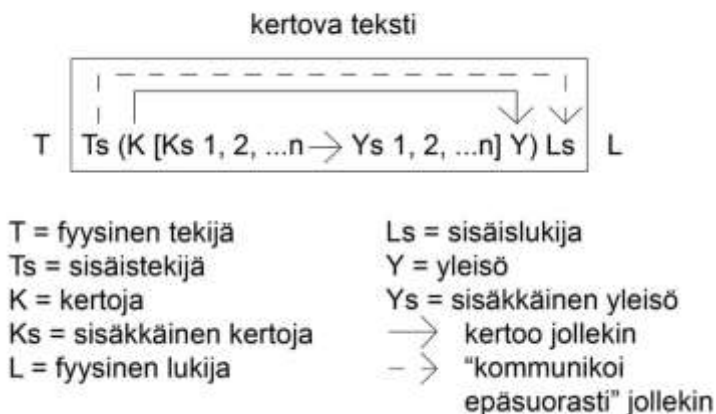 kertova teksti
T Ts (K [Ks 1, 2, ...n → Ys 1, 2, ...n] Y) Ls L
T = fyysinen tekijä
Ts = sisäistekijä
K = kertoja
Ks = sisäkkäinen kertoja
L = fyysinen lukija
Ls = sisäislukija
Y = yleisö
Ys = sisäkkäinen yleisö
kertoo jollekin
"kommunikoi
epäsuorasti" jollekin